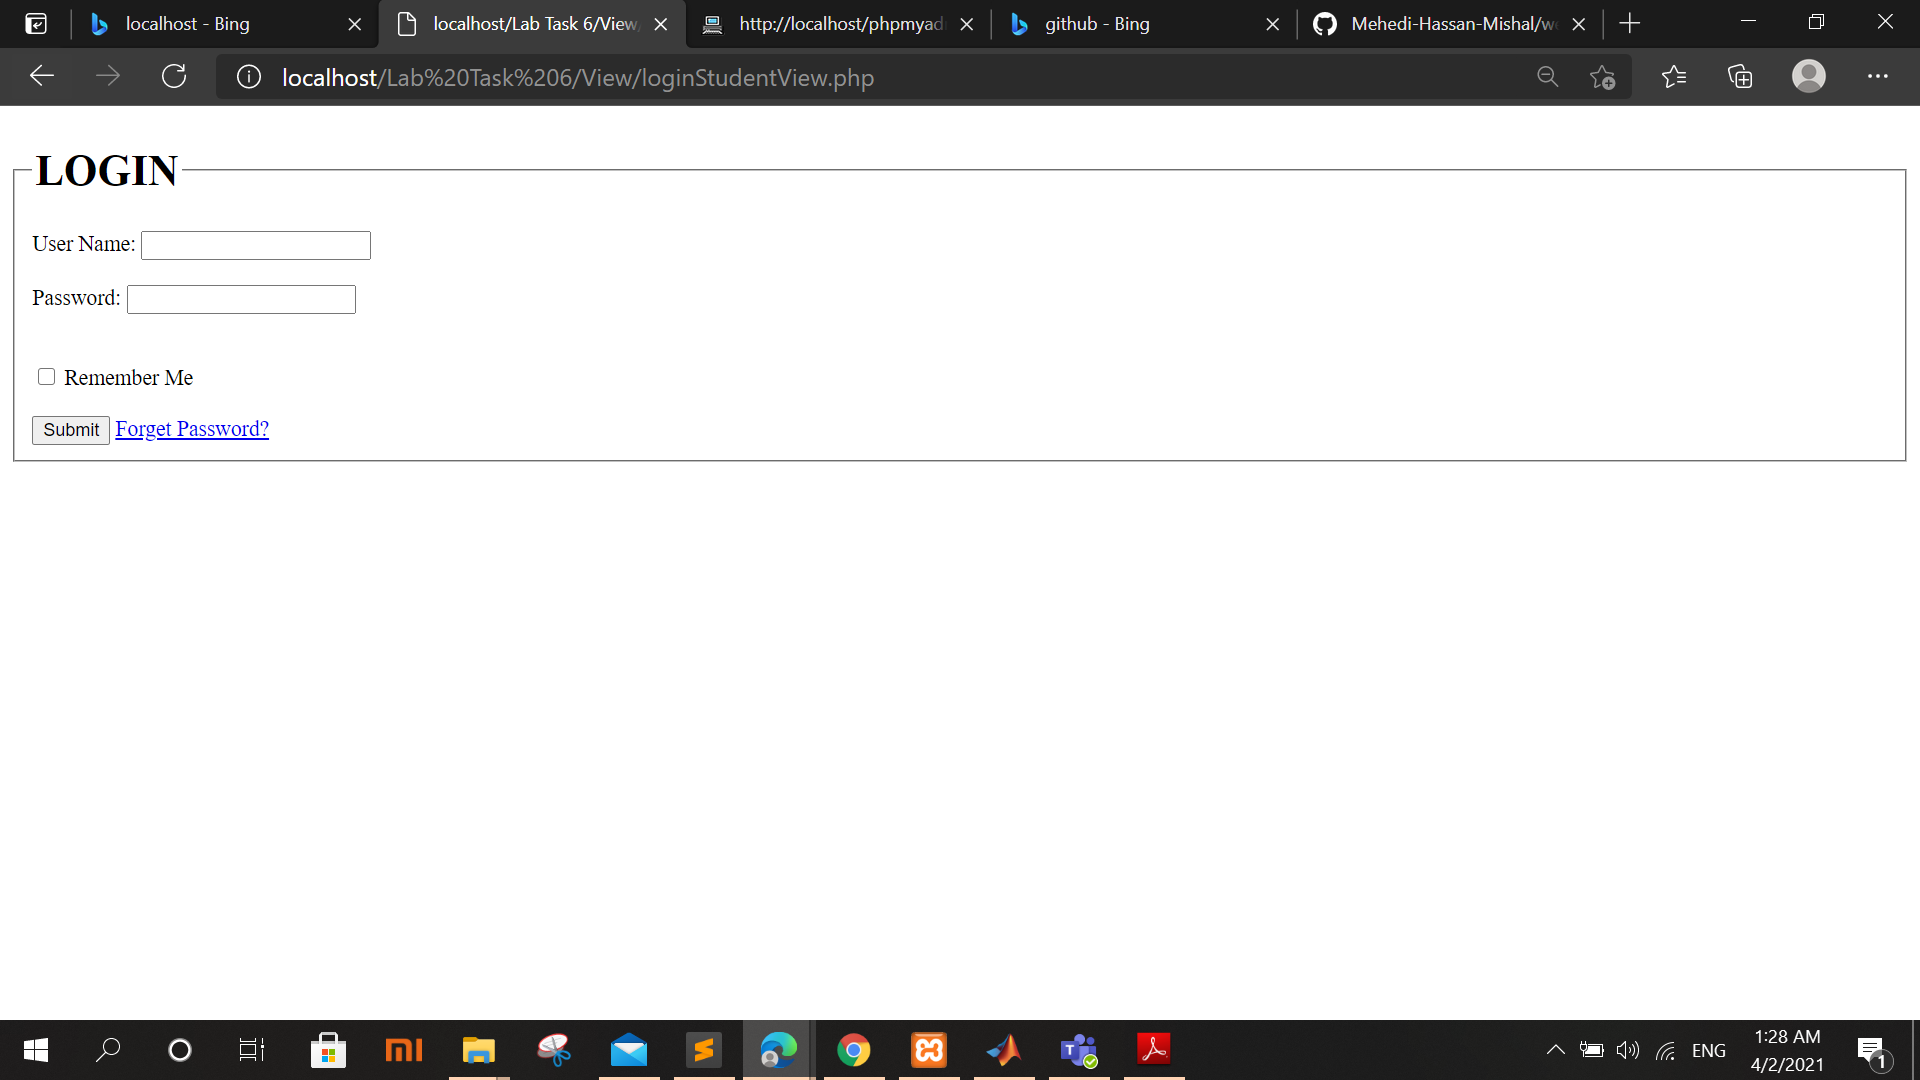 localhost - Bing
localhost/Lab Task 6/View
http://localhost/phpmyad
github - Bing
Mehedi-Hassan-Mishal/we
localhost/Lab%20Task%206/View/loginStudentView.php
LOGIN
User Name:
Password:
Remember Me
Submit Forget Password?
mi
ENG
1:28 AM
4/2/2021
1